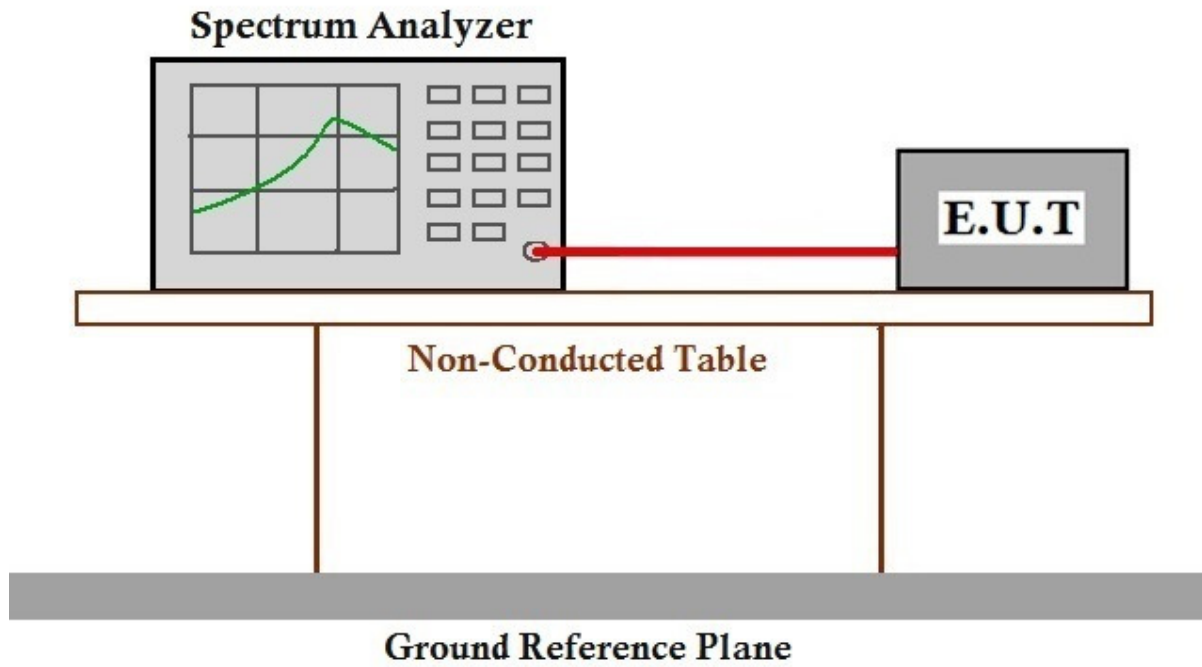 Spectrum Analyzer
E.U.T
Non-Conducted Table
Ground Reference Plane